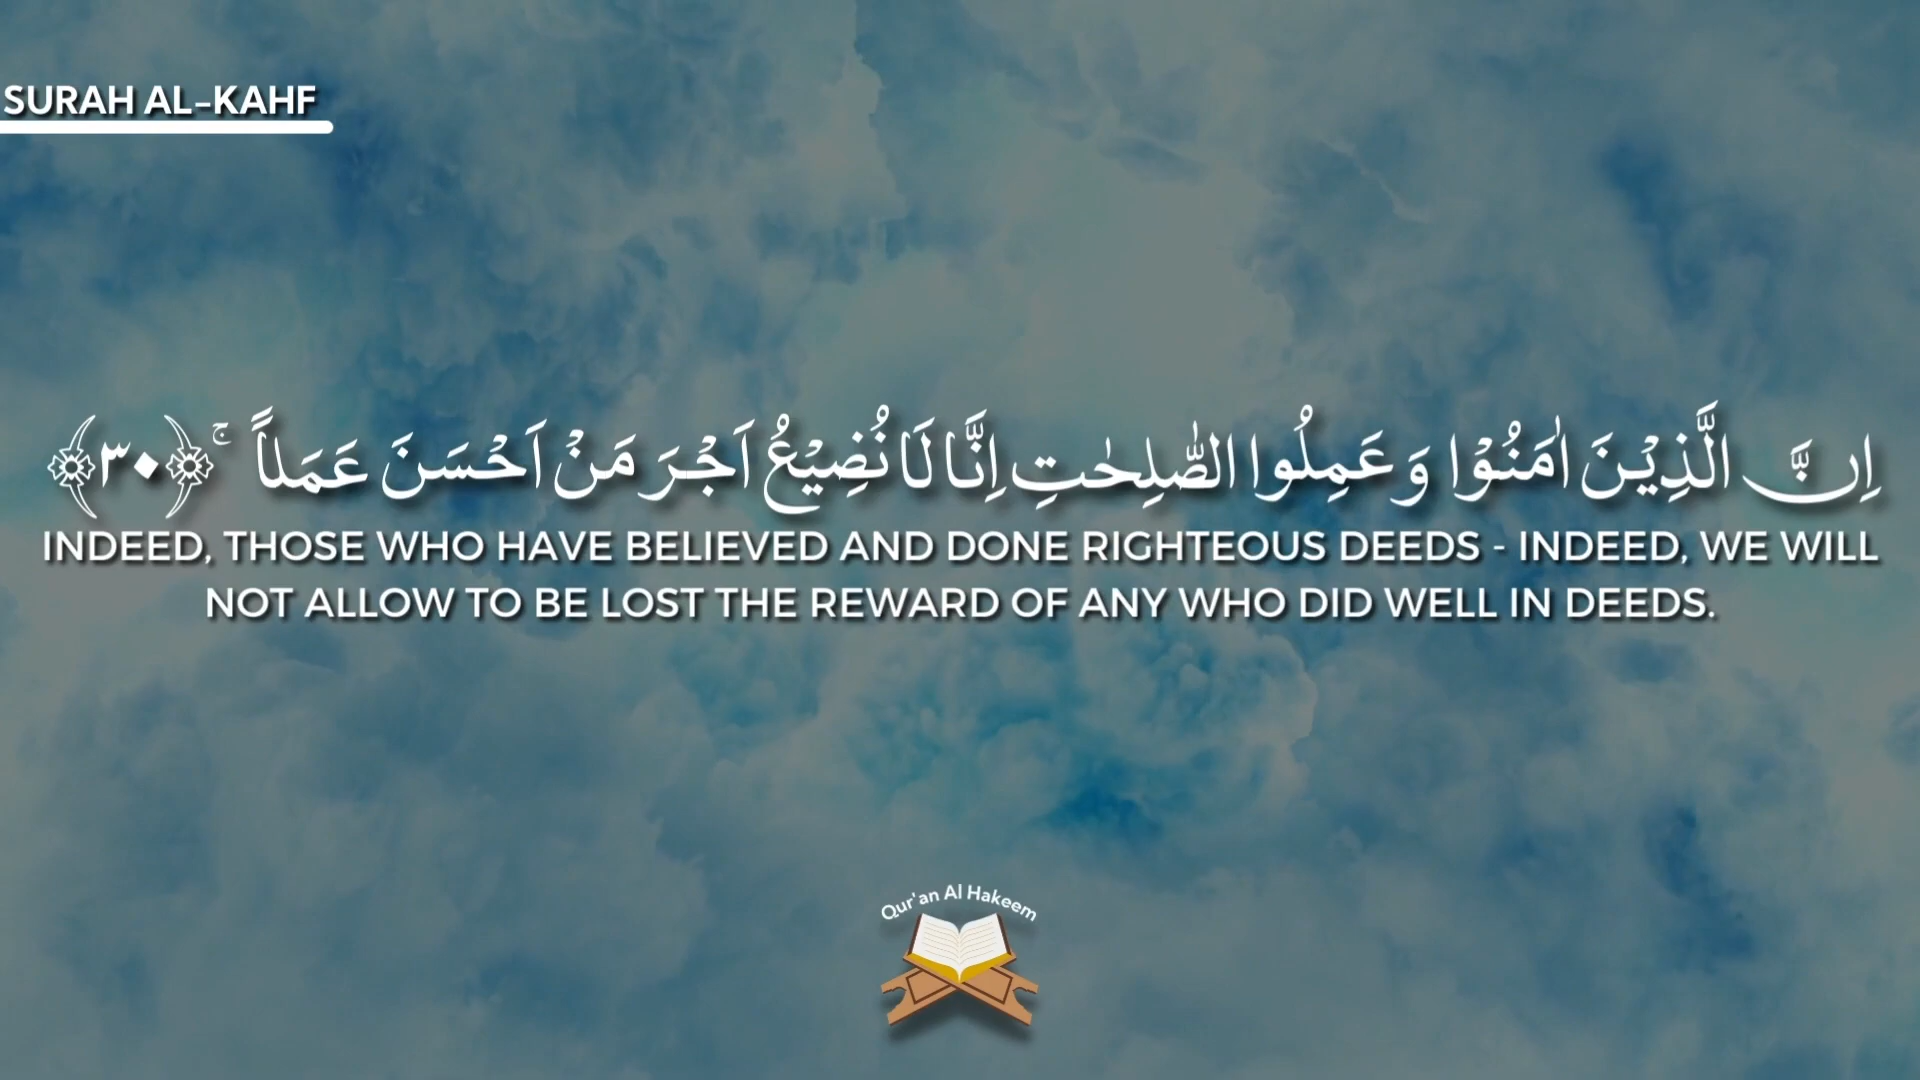 SURAH AL-KAHF
اِنَّ الَّذِيْنَ اٰمَنُوْا وَعَمِلُوا الصّٰلِحٰتِ اِنَّا لَا نُضِيْعُ اَجْرَ مَنْ اَحْسَنَ عَمَلاً ۚ ﴿۳۰﴾
INDEED, THOSE WHO HAVE BELIEVED AND DONE RIGHTEOUS DEEDS - INDEED, WE WILL
NOT ALLOW TO BE LOST THE REWARD OF ANY WHO DID WELL IN DEEDS.
Qur'an Al Hakeem